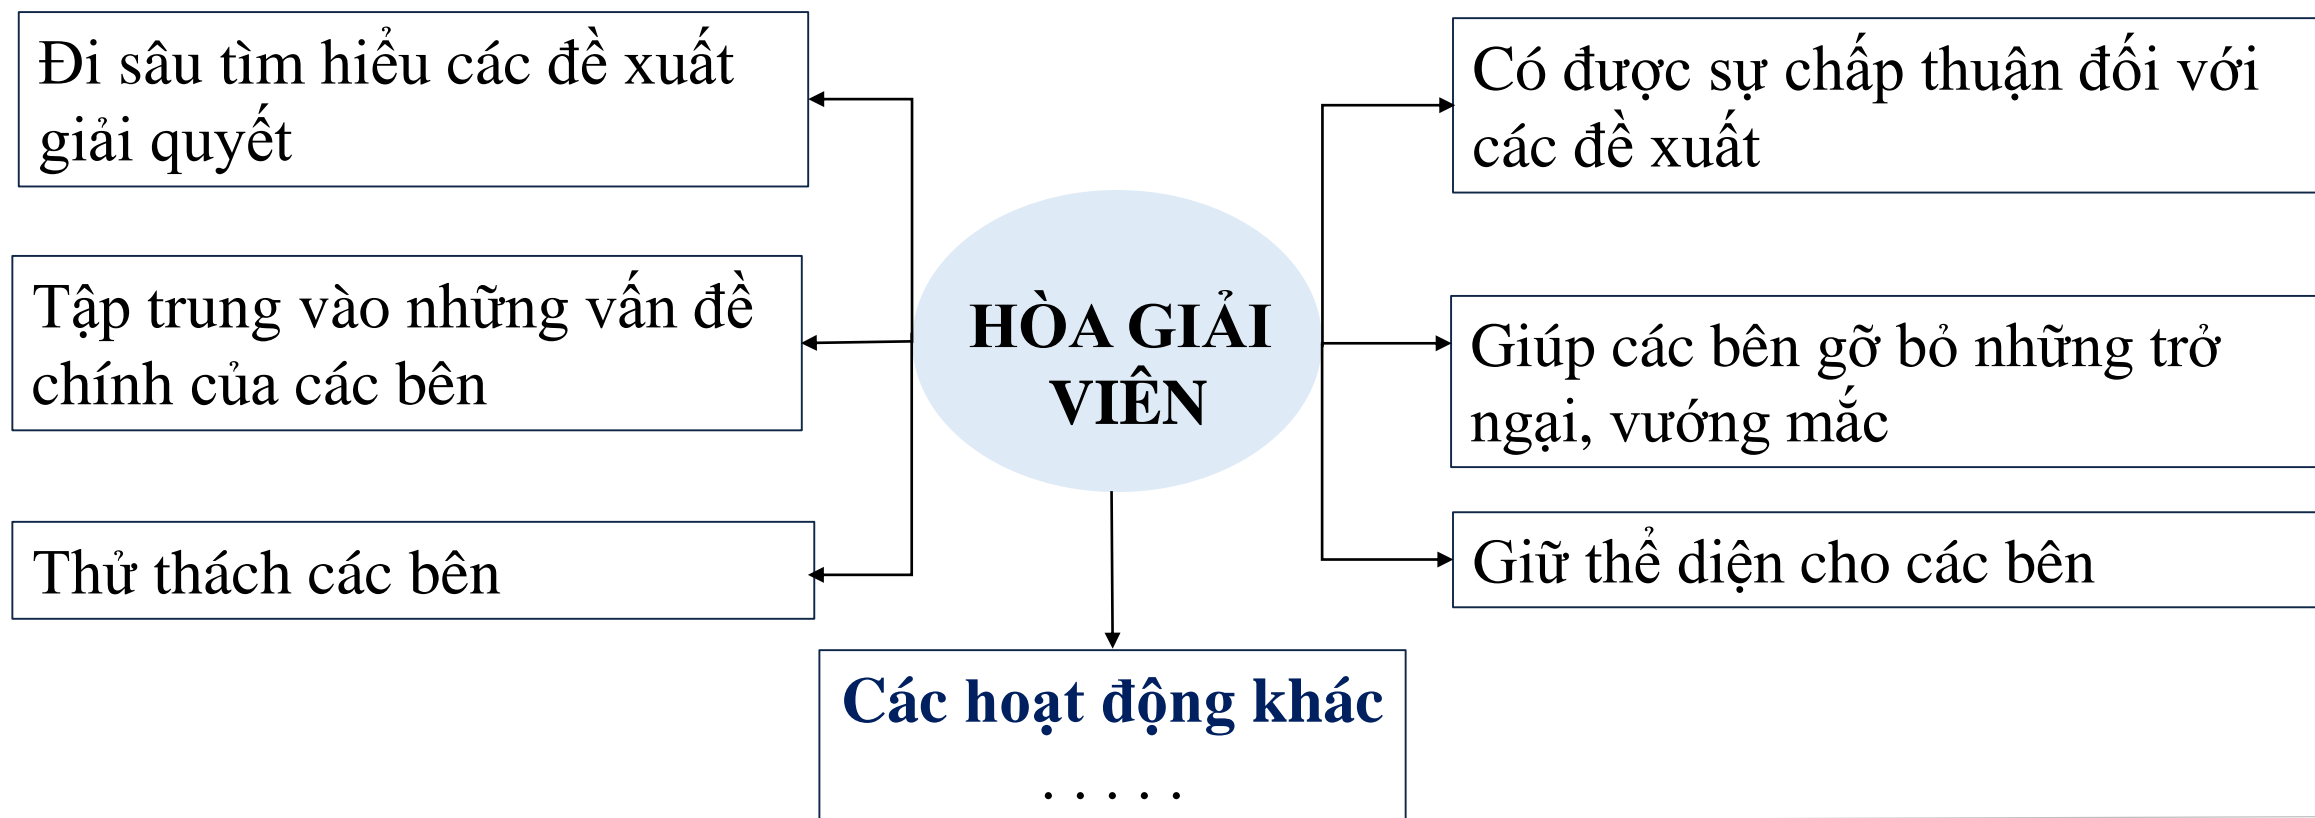 Đi sâu tìm hiểu các đề xuất
giải quyết
Tập trung vào những vấn đề
chính của các bên
Thử thách các bên
HÒA GIẢI
VIÊN
Có được sự chấp thuận đối với
các đề xuất
Giúp các bên gỡ bỏ những trở
ngại, vướng mắc
Giữ thể diện cho các bên
Các hoạt động khác
. . . . .